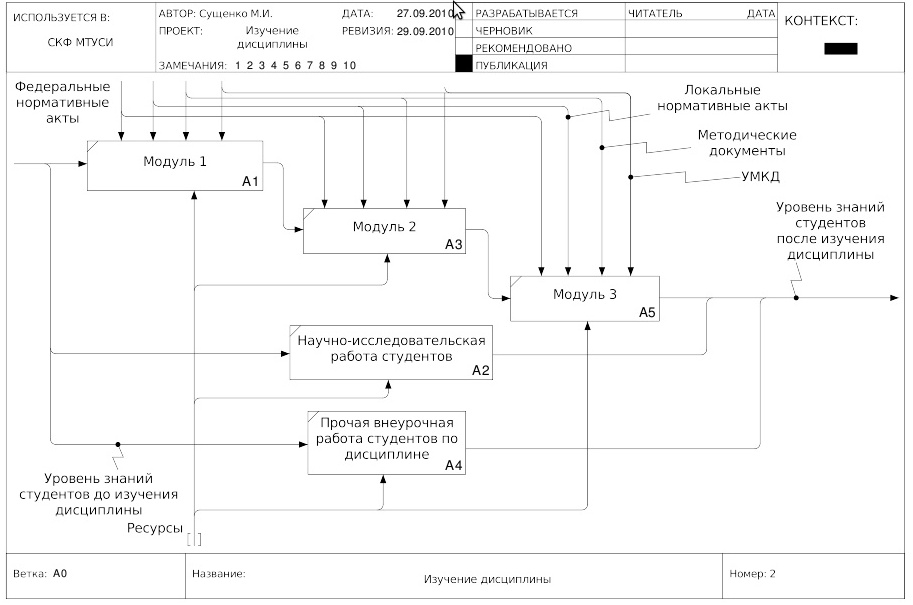 ИСПОЛЬЗУЕТСЯ В:
СКФ МТУСИ
АВТОР: Сущенко М.И.
ДАТА: 27.09.2010
ПРОЕКТ: Изучение
дисциплины
РЕВИЗИЯ: 29.09.2010
ЗАМЕЧАНИЯ: 1 2 3 4 5 6 7 8 9 10
РАЗРАБАТЫВАЕТСЯ
ЧЕРНОВИК
РЕКОМЕНДОВАНО
ПУБЛИКАЦИЯ
ЧИТАТЕЛЬ ДАТА
КОНТЕКСТ:
Федеральные
нормативные
акты
Локальные
нормативные акты
Методические
документы
УМКД
Модуль 1
A1
Модуль 2
A3
Уровень знаний
студентов
после изучения
дисциплины
Модуль 3
A5
Научно-исследовательская
работа студентов
A2
Прочая внеурочная
работа студентов по
дисциплине
A4
Уровень знаний
студентов до изучения
дисциплины
Ресурсы
Ветка: A0
Название:
Изучение дисциплины
Номер: 2